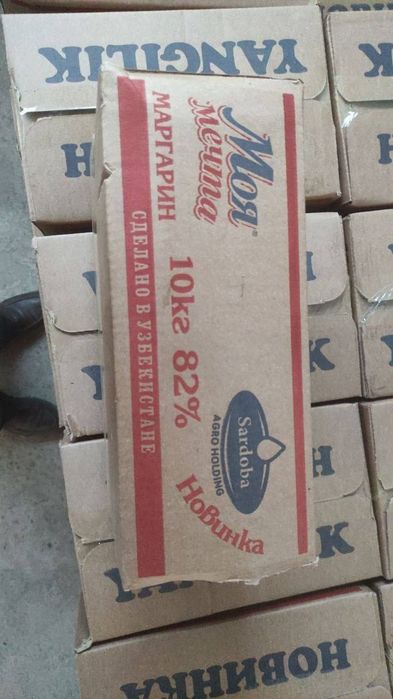 YANGILIK
Моя®
мечта
МАРГАРИН
10кг 82%
Sardoba
AGRO HOLDING
Новинка
СДЕЛАНО В УЗБЕКИСТАНЕ
НОВИНКА